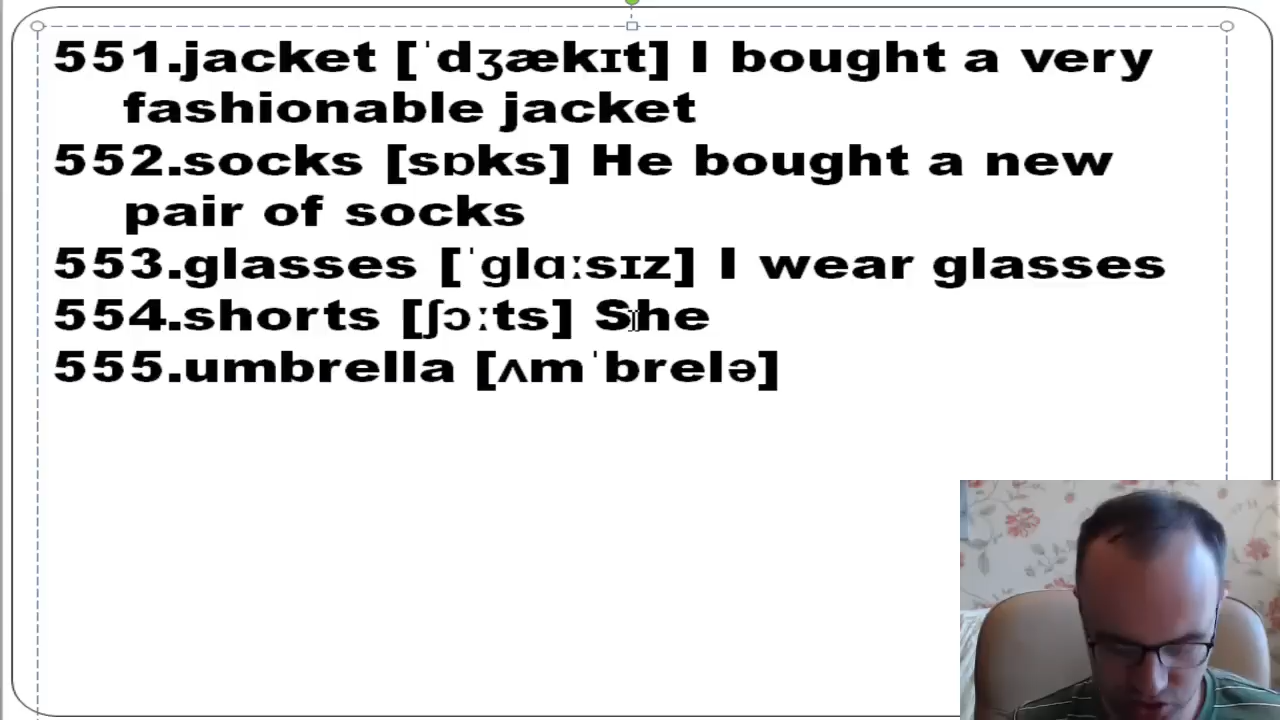 551.jacket [ˈdʒækɪt] I bought a very
fashionable jacket
552.socks [sɒks] He bought a new
pair of socks
553.glasses [ˈglɑːsɪz] I wear glasses
554.shorts [ʃɔːts] She
555.umbrella [ʌmˈbrelə]